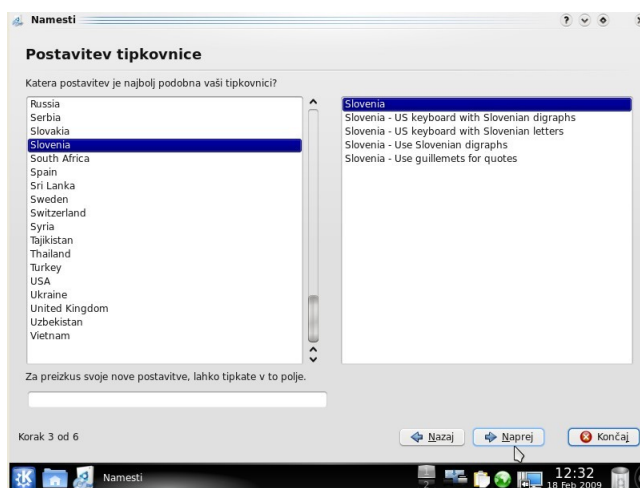 Namesti
Postavitev tipkovnice
Katera postavitev je najbolj podobna vaši tipkovnici?
Russia
Serbia
Slovakia
Slovenia
South Africa
Spain
Sri Lanka
Sweden
Switzerland
Syria
Tajikistan
Thailand
Turkey
USA
Ukraine
United Kingdom
Uzbekistan
Vietnam
Slovenia
Slovenia - US keyboard with Slovenian digraphs
Slovenia - US keyboard with Slovenian letters
Slovenia - Use Slovenian digraphs
Slovenia - Use guillemets for quotes
Za preizkus svoje nove postavitve, lahko tipkate v to polje.
Korak 3 od 6
Nazaj
Naprej
Končaj
Namesti
1
2
12:32
18 Feb 2009